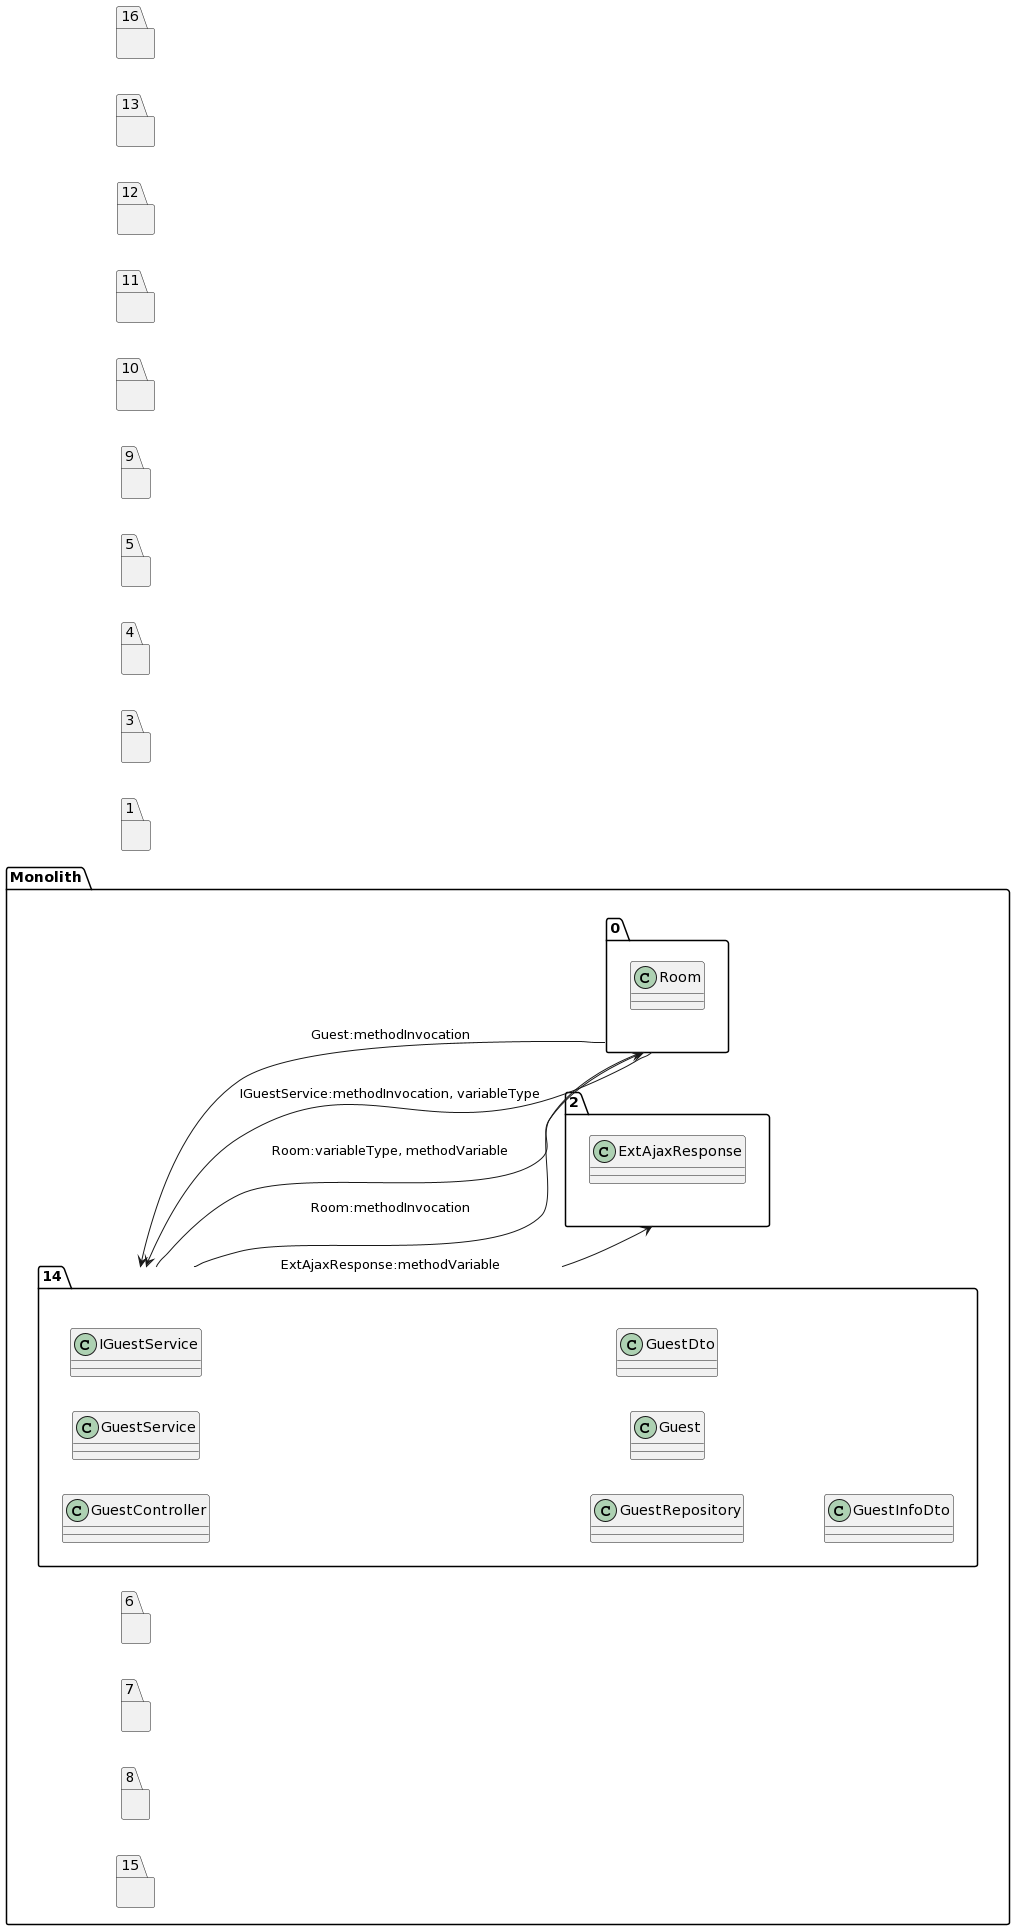 16
13
12
11
10
9
5
4
3
1
Monolith
0
C Room
Guest:methodInvocation
IGuestService:methodInvocation, variableType
2
C ExtAjaxResponse
Room:variableType, methodVariable
Room:methodInvocation
ExtAjaxResponse:methodVariable
14
C IGuestService
C GuestDto
C GuestService
C Guest
C GuestController
C GuestRepository
C GuestInfoDto
6
7
8
15